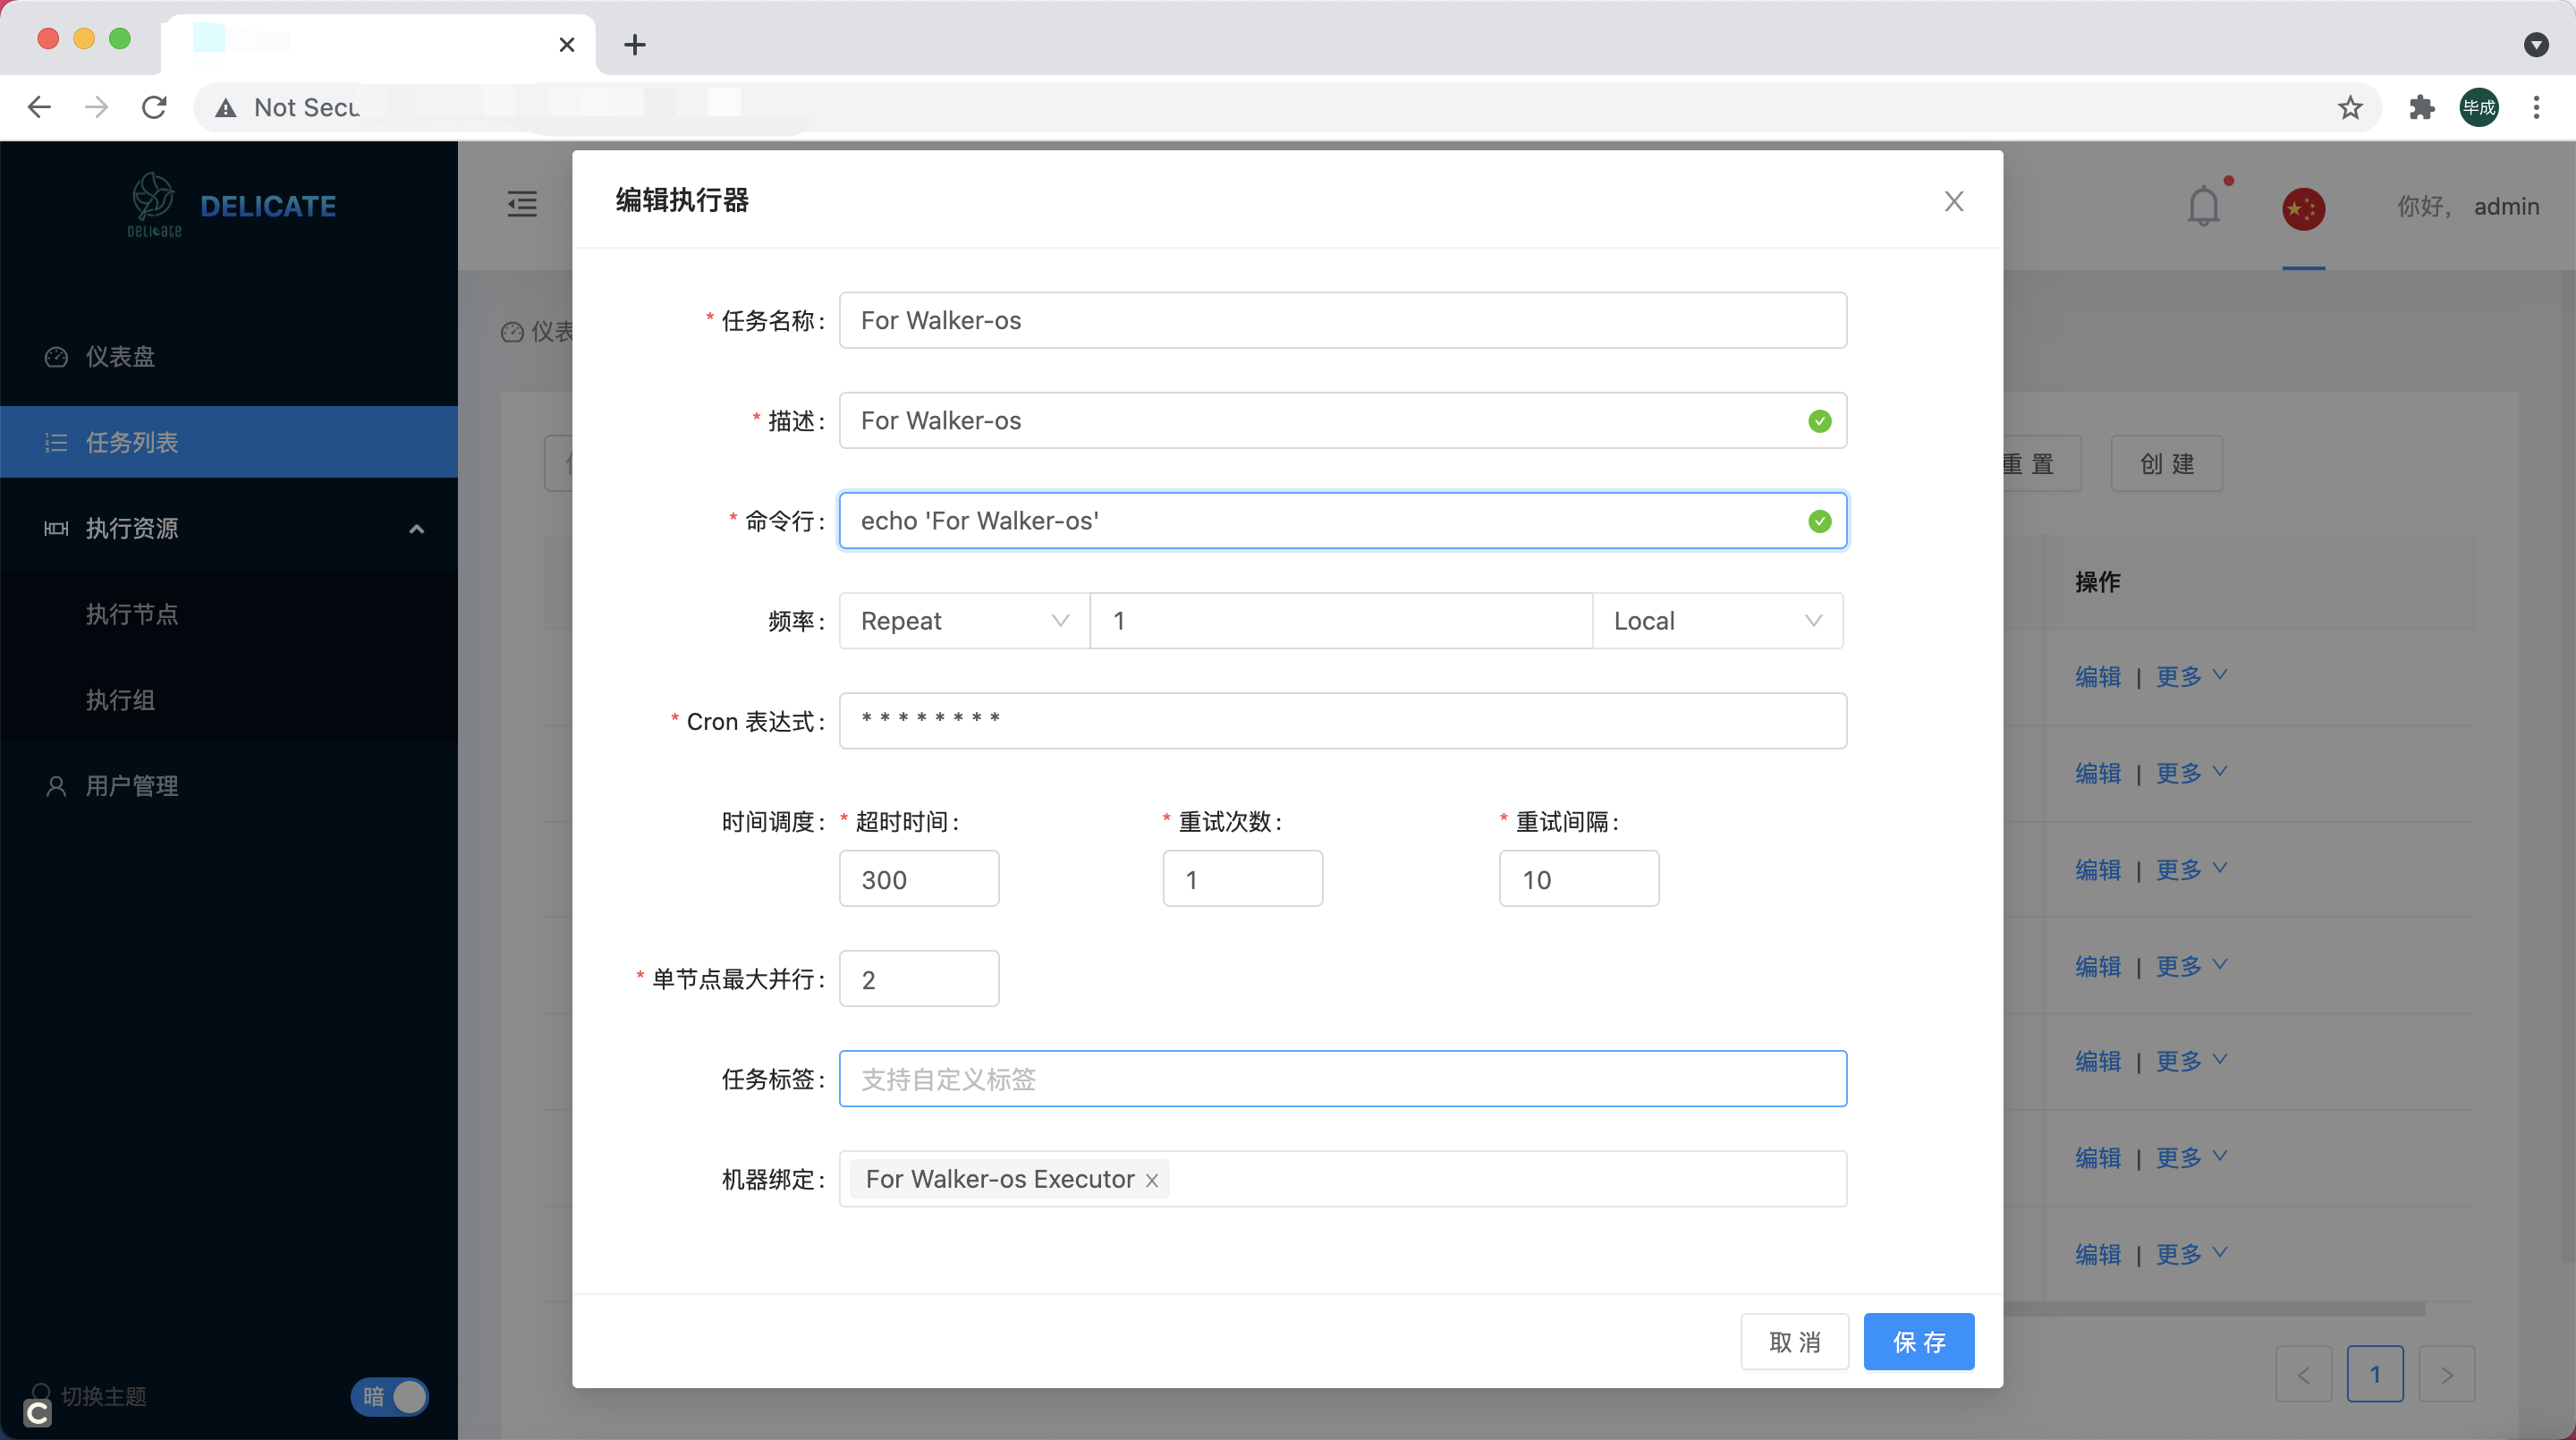 Not Secu
毕成
DELICATE
DELICATE
你好, admin
仪表盘
任务列表
执行资源
执行节点
执行组
用户管理
切换主题
暗
C
仪表
重 置
创 建
操作
编辑 | 更多
编辑 | 更多
编辑 | 更多
编辑 | 更多
编辑 | 更多
编辑 | 更多
编辑 | 更多
1
编辑执行器
* 任务名称: For Walker-os
* 描述: For Walker-os
* 命令行: echo 'For Walker-os'
频率: Repeat 1 Local
* Cron 表达式: * * * * * * * *
时间调度: * 超时时间: * 重试次数: * 重试间隔:
300 1 10
* 单节点最大并行: 2
任务标签: 支持自定义标签
机器绑定: For Walker-os Executor
取 消
保 存